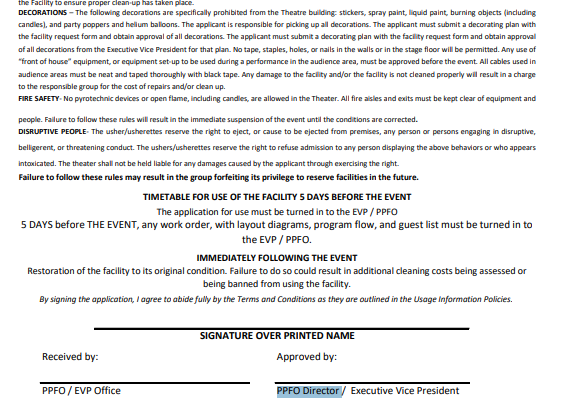 the Facility to ensure proper clean-up has taken place.
DECORATIONS – The following decorations are specifically prohibited from the Theatre building: stickers, spray paint, liquid paint, burning objects (including
candles), and party poppers and helium balloons. The applicant is responsible for picking up all decorations. The applicant must submit a decorating plan with
the facility request form and obtain approval of all decorations. The applicant must submit a decorating plan with the facility request form and obtain approval
of all decorations from the Executive Vice President for that plan. No tape, staples, holes, or nails in the walls or in the stage floor will be permitted. Any use of
"front of house" equipment, or equipment set-up to be used during a performance in the audience area, must be approved before the event. All cables used in
audience areas must be neat and taped thoroughly with black tape. Any damage to the facility and/or the facility is not cleaned properly will result in a charge
to the responsible group for the cost of repairs and/or clean up.
FIRE SAFETY- No pyrotechnic devices or open flame, including candles, are allowed in the Theater. All fire aisles and exits must be kept clear of equipment and
people. Failure to follow these rules will result in the immediate suspension of the event until the conditions are corrected.
DISRUPTIVE PEOPLE- The usher/usherettes reserve the right to eject, or cause to be ejected from premises, any person or persons engaging in disruptive,
belligerent, or threatening conduct. The ushers/usherettes reserve the right to refuse admission to any person displaying the above behaviors or who appears
intoxicated. The theater shall not be held liable for any damages caused by the applicant through exercising the right.
Failure to follow these rules may result in the group forfeiting its privilege to reserve facilities in the future.
TIMETABLE FOR USE OF THE FACILITY 5 DAYS BEFORE THE EVENT
The application for use must be turned in to the EVP / PPFO
5 DAYS before THE EVENT, any work order, with layout diagrams, program flow, and guest list must be turned in to
the EVP / PPFO.
IMMEDIATELY FOLLOWING THE EVENT
Restoration of the facility to its original condition. Failure to do so could result in additional cleaning costs being assessed or
being banned from using the facility.
By signing the application, I agree to abide fully by the Terms and Conditions as they are outlined in the Usage Information Policies.
SIGNATURE OVER PRINTED NAME
Received by: Approved by:
PPFO / EVP Office PPFO Director / Executive Vice President